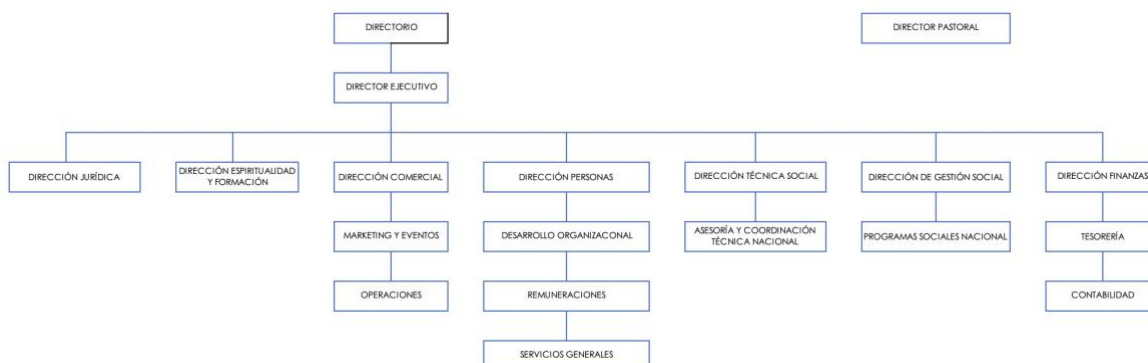 DIRECTORIO
DIRECTOR PASTORAL
DIRECTOR EJECUTIVO
DIRECCIÓN JURÍDICA
DIRECCIÓN ESPIRITUALIDAD
Y FORMACIÓN
DIRECCIÓN COMERCIAL
DIRECCIÓN PERSONAS
DIRECCIÓN TÉCNICA SOCIAL
DIRECCIÓN DE GESTIÓN SOCIAL
DIRECCIÓN FINANZAS
MARKETING Y EVENTOS
DESARROLLO ORGANIZACONAL
ASESORÍA Y COORDINACIÓN
TÉCNICA NACIONAL
PROGRAMAS SOCIALES NACIONAL
TESORERÍA
OPERACIONES
REMUNERACIONES
CONTABILIDAD
SERVICIOS GENERALES